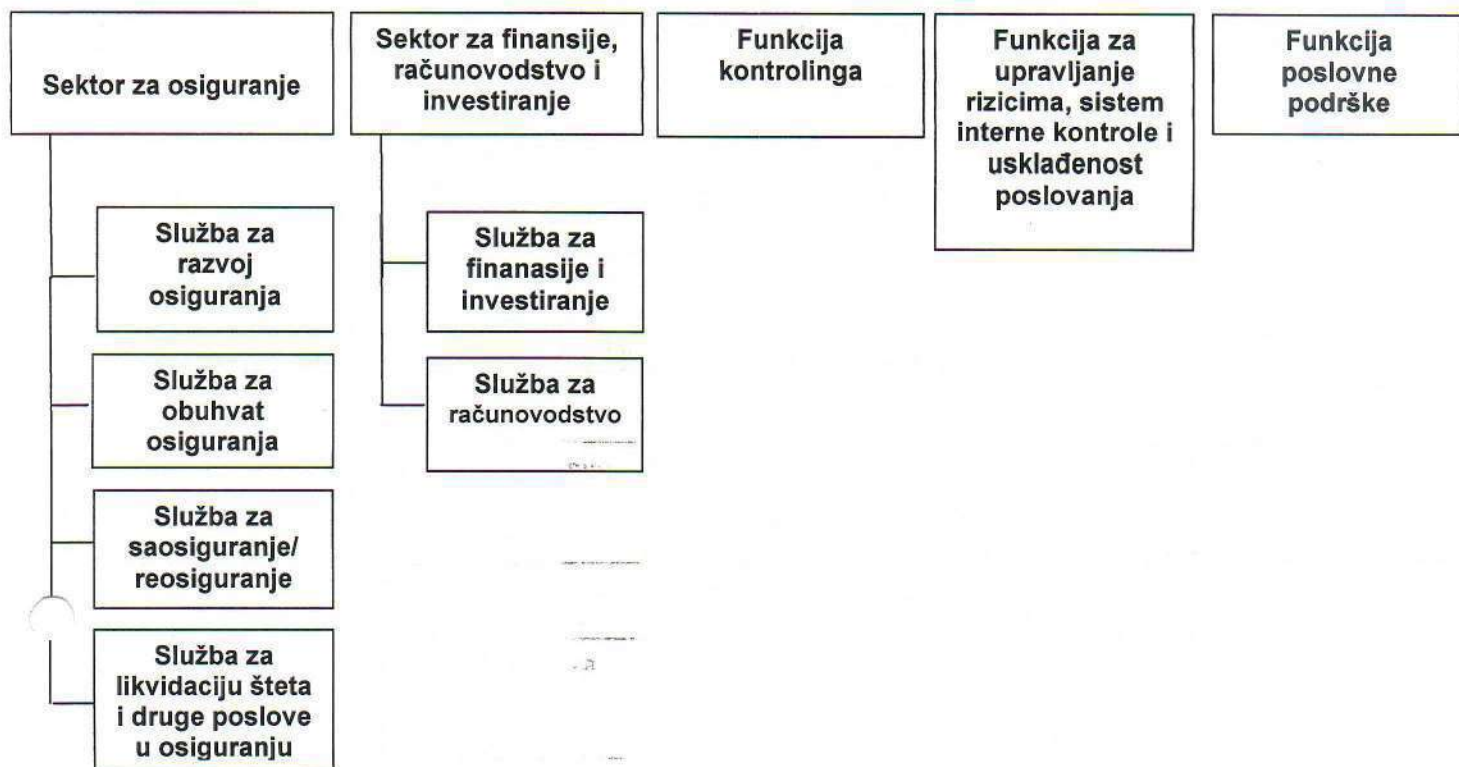 Sektor za osiguranje
Sektor za finansije,
računovodstvo i
investiranje
Funkcija
kontrolinga
Funkcija za
upravljanje
rizicima, sistem
interne kontrole i
usklađenost
poslovanja
Funkcija
poslovne
podrške
Služba za
razvoj
osiguranja
Služba za
obuhvat
osiguranja
Služba za
saosiguranje/
reosiguranje
Služba za
likvidaciju šteta
i druge poslove
u osiguranju
Služba za
finanasije i
investiranje
Služba za
računovodstvo